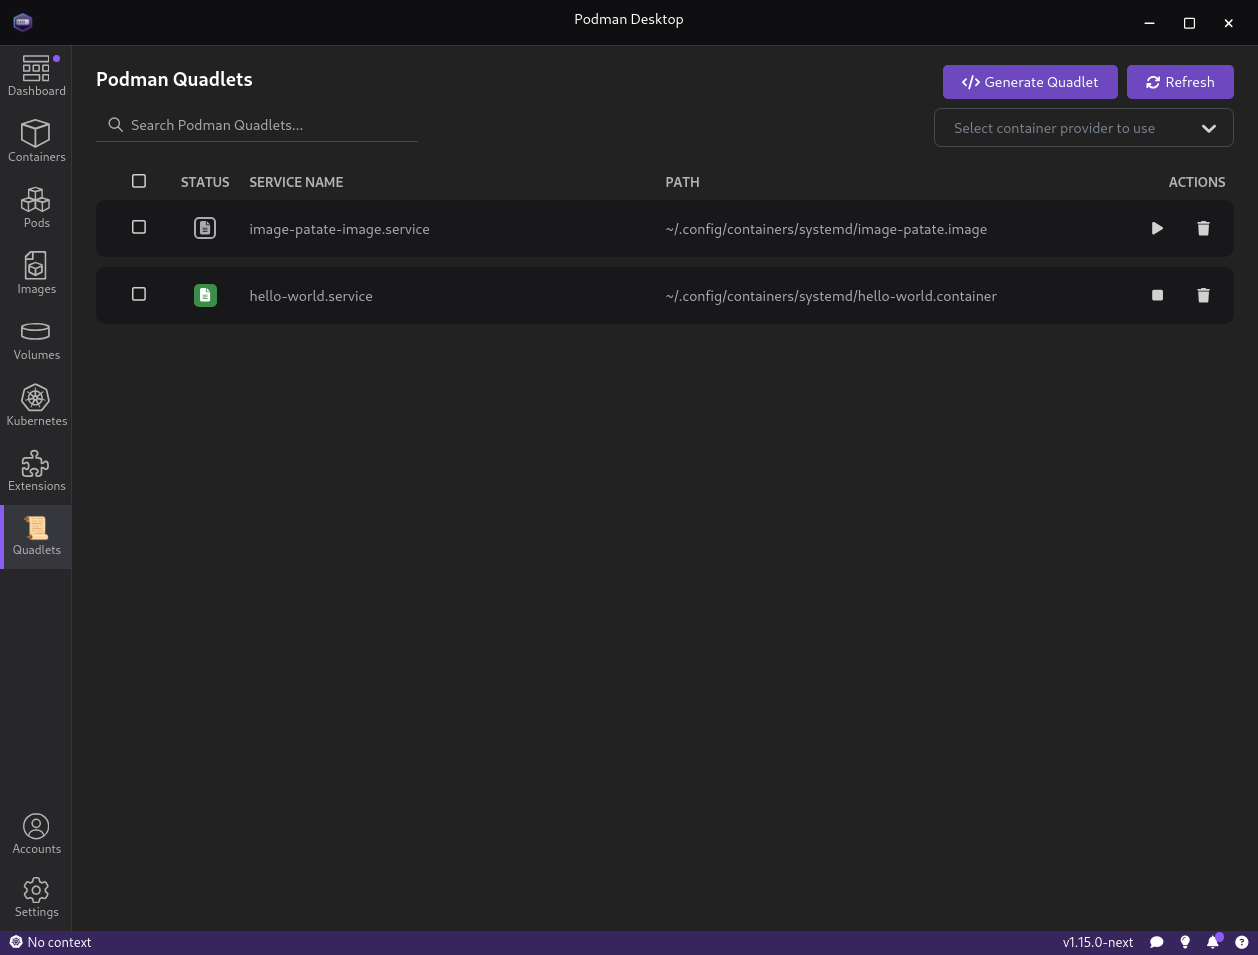 Podman Desktop
Dashboard
Containers
Pods
Images
Volumes
Kubernetes
Extensions
Quadlets
Accounts
Settings
Podman Quadlets
Generate Quadlet
Refresh
Search Podman Quadlets...
Select container provider to use
STATUS SERVICE NAME PATH ACTIONS
image-patate-image.service ~/.config/containers/systemd/image-patate.image
hello-world.service ~/.config/containers/systemd/hello-world.container
No context
v1.15.0-next